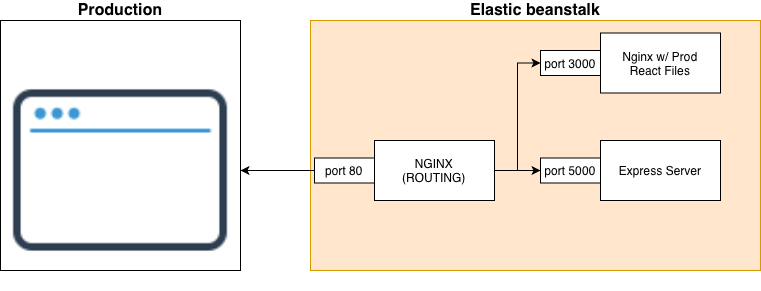 Production
Elastic beanstalk
port 3000
Nginx w/ Prod
React Files
port 80
NGINX
(ROUTING)
port 5000
Express Server